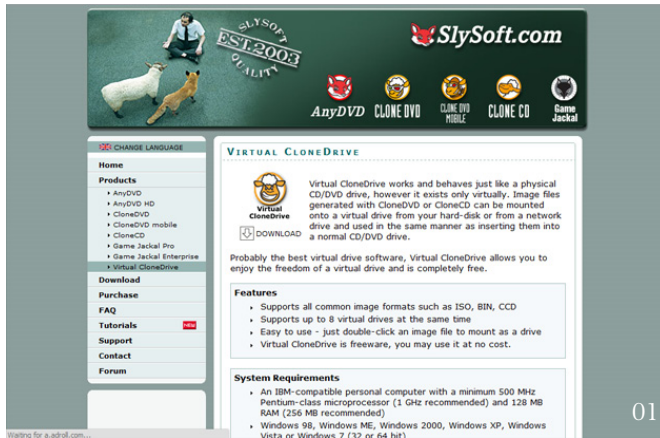 SLYSOFT
EST.2003
QUALITY
SlySoft.com
AnyDVD
CLONE DVD
CLONE DVD
MOBILE
CLONE CD
Game
Jackal
CHANGE LANGUAGE
Home
Products
AnyDVD
AnyDVD HD
CloneDVD
CloneDVD mobile
CloneCD
Game Jackal Pro
Game Jackal Enterprise
Virtual CloneDrive
Download
Purchase
FAQ
Tutorials NEW
Support
Contact
Forum
VIRTUAL CLONEDRIVE
Virtual
CloneDrive
DOWNLOAD
Virtual CloneDrive works and behaves just like a physical
CD/DVD drive, however it exists only virtually. Image files
generated with CloneDVD or CloneCD can be mounted
onto a virtual drive from your hard-disk or from a network
drive and used in the same manner as inserting them into
a normal CD/DVD drive.
Probably the best virtual drive software, Virtual CloneDrive allows you to
enjoy the freedom of a virtual drive and is completely free.
Features
Supports all common image formats such as ISO, BIN, CCD
Supports up to 8 virtual drives at the same time
Easy to use - just double-click an image file to mount as a drive
Virtual CloneDrive is freeware, you may use it at no cost.
System Requirements
An IBM-compatible personal computer with a minimum 500 MHz
Pentium-class microprocessor (1 GHz recommended) and 128 MB
RAM (256 MB recommended)
Windows 98, Windows ME, Windows 2000, Windows XP, Windows
Vista or Windows 7 (32 or 64 bit)
Waiting for a.adroll.com...
01